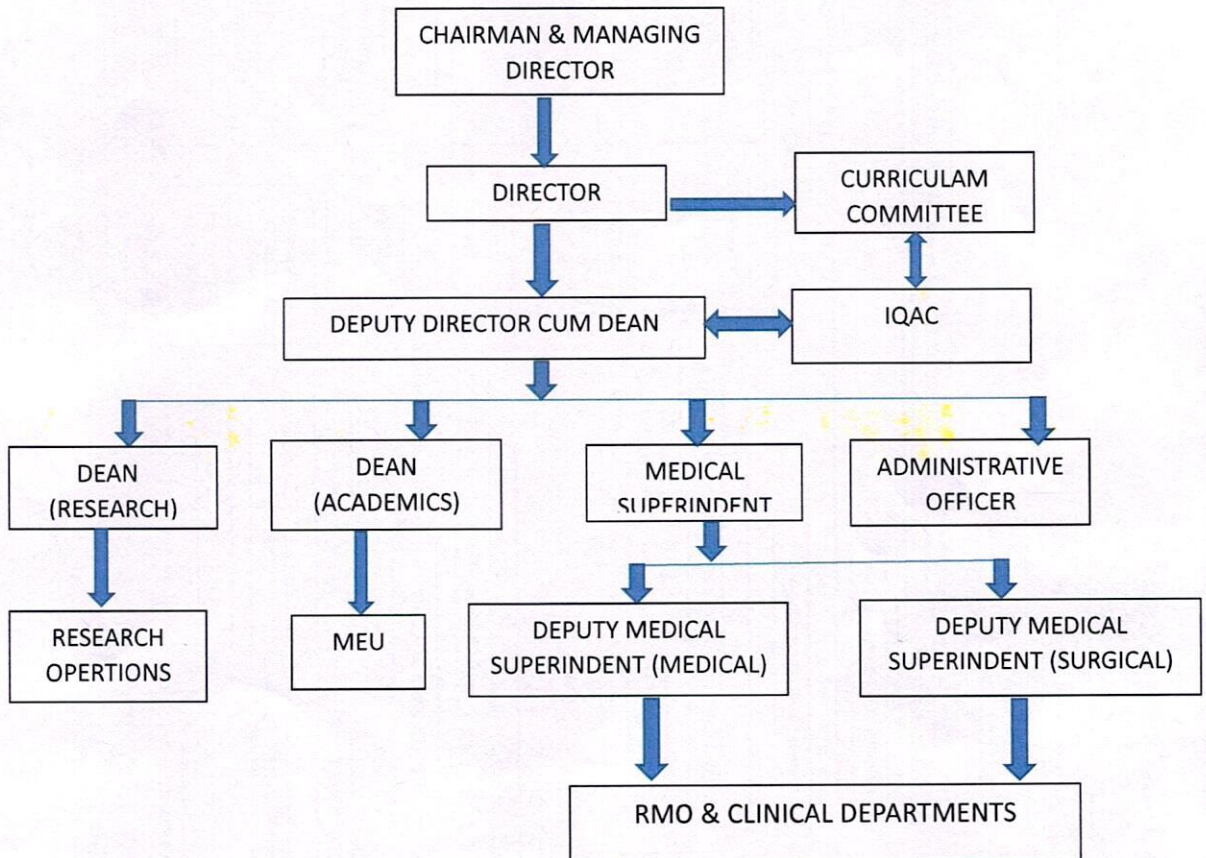 CHAIRMAN & MANAGING
DIRECTOR
DIRECTOR
CURRICULAM
COMMITTEE
DEPUTY DIRECTOR CUM DEAN
IQAC
DEAN
(RESEARCH)
DEAN
(ACADEMICS)
MEDICAL
SUPERINDENT
ADMINISTRATIVE
OFFICER
RESEARCH
OPERTIONS
MEU
DEPUTY MEDICAL
SUPERINDENT (MEDICAL)
DEPUTY MEDICAL
SUPERINDENT (SURGICAL)
RMO & CLINICAL DEPARTMENTS